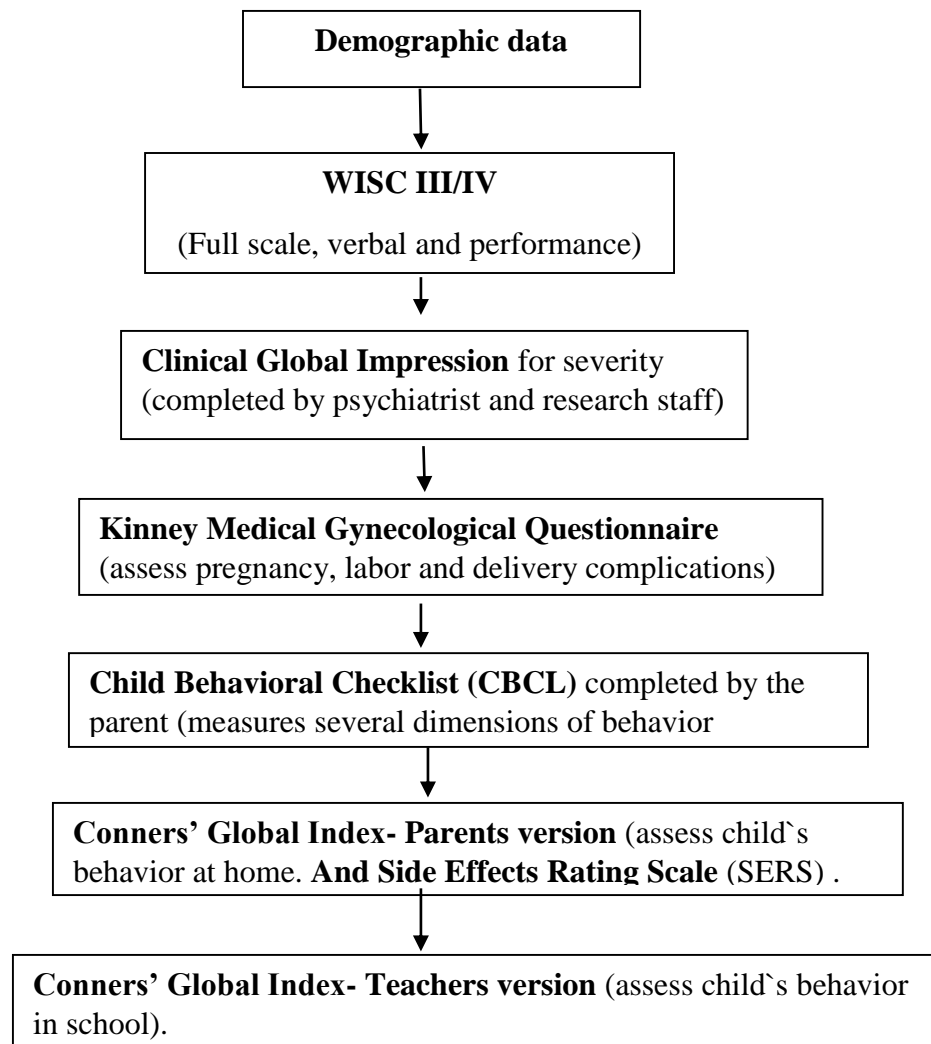 Demographic data
WISC III/IV
(Full scale, verbal and performance)
Clinical Global Impression for severity
(completed by psychiatrist and research staff)
Kinney Medical Gynecological Questionnaire
(assess pregnancy, labor and delivery complications)
Child Behavioral Checklist (CBCL) completed by the
parent (measures several dimensions of behavior
Conners’ Global Index- Parents version (assess child`s
behavior at home. And Side Effects Rating Scale (SERS) .
Conners’ Global Index- Teachers version (assess child`s behavior
in school).